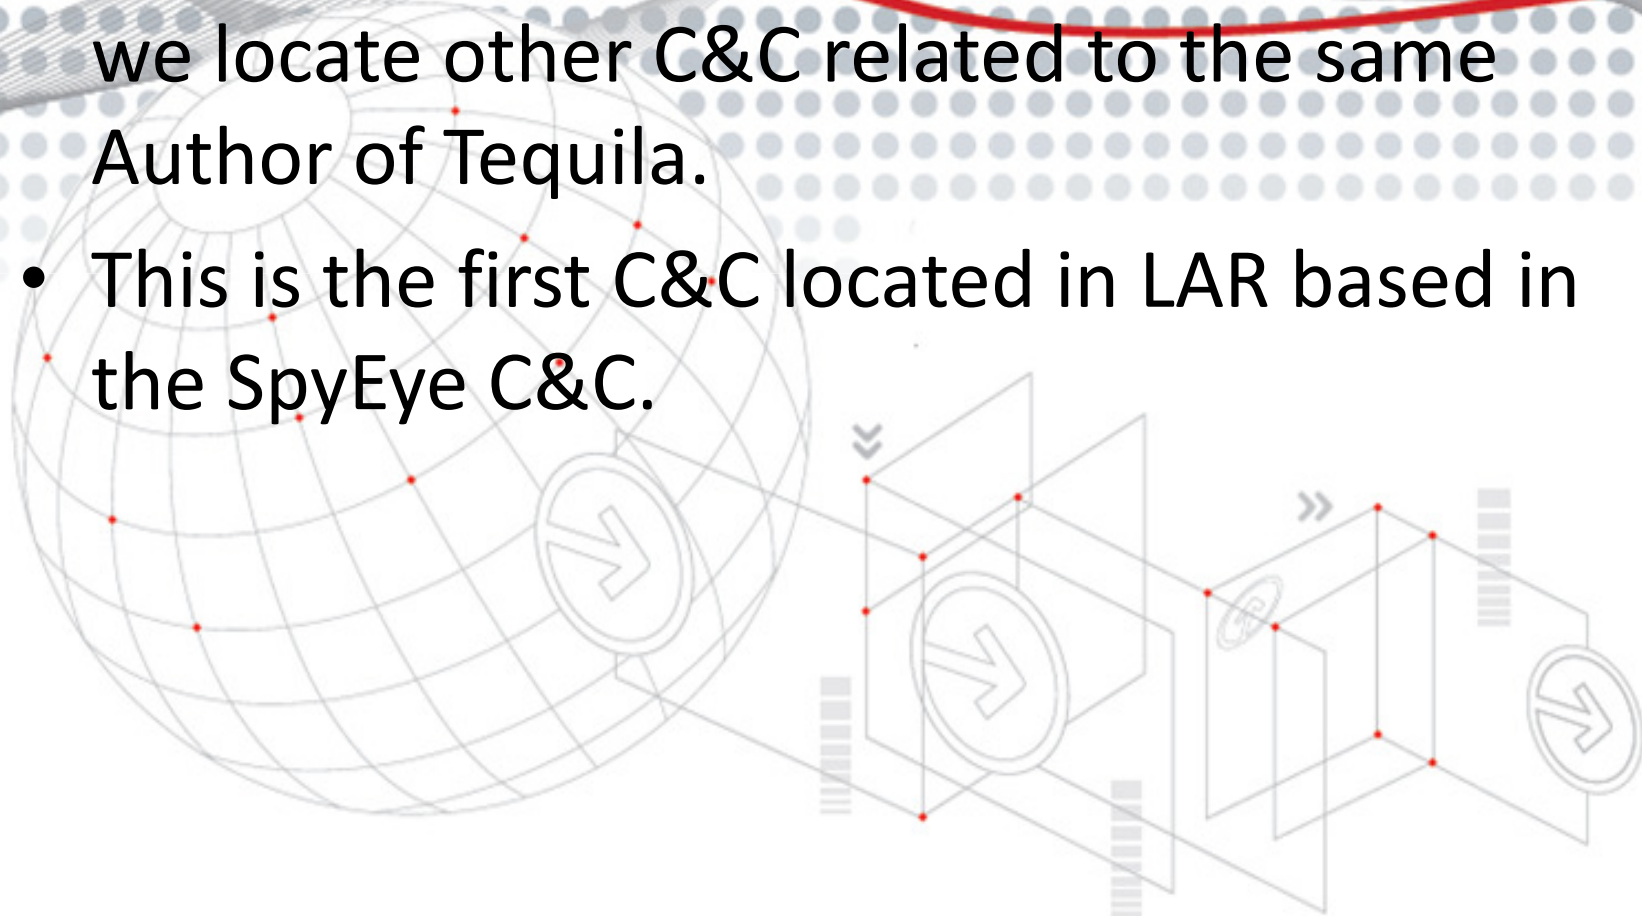 we locate other C&C related to the same
Author of Tequila.
• This is the first C&C located in LAR based in
the SpyEye C&C.